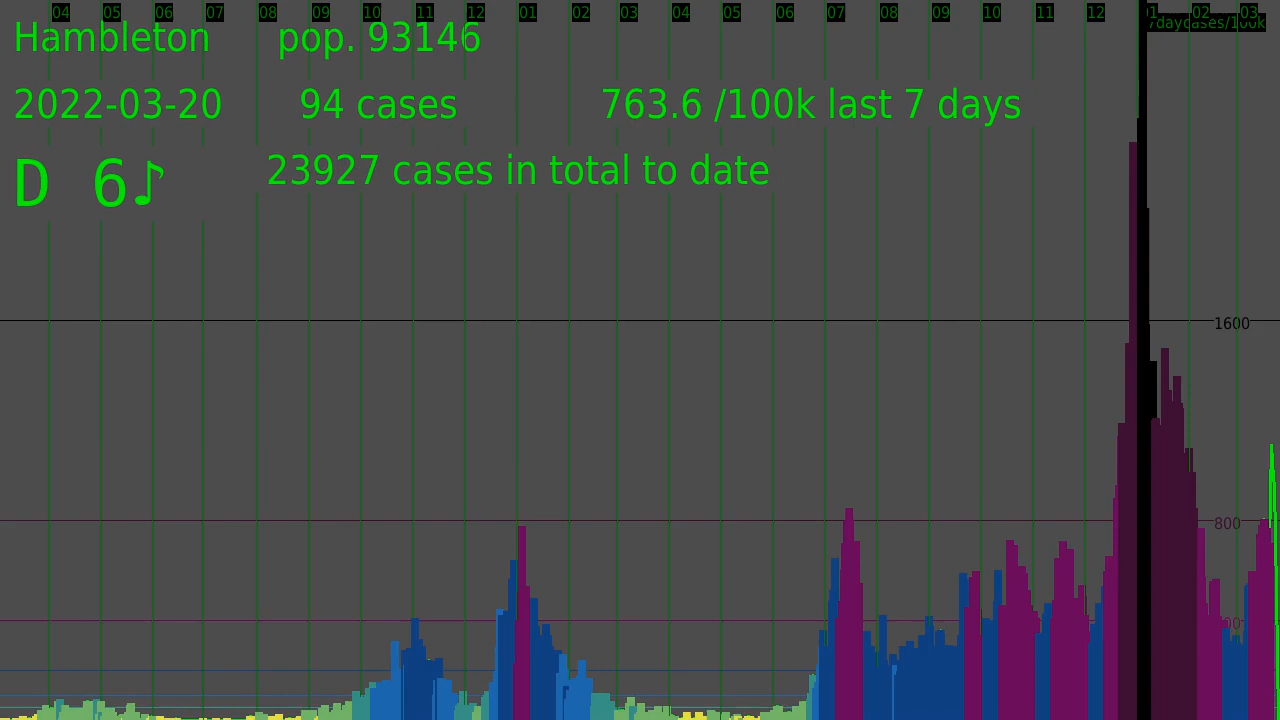 04 05 06 07 08 09 10 11 12 01 02 03 04 05 06 07 08 09 10 11 12 1 02 03
7daycases/100k
Hambleton pop. 93146
2022-03-20 94 cases 763.6 /100k last 7 days
D 6♪ 23927 cases in total to date
1600
800
00